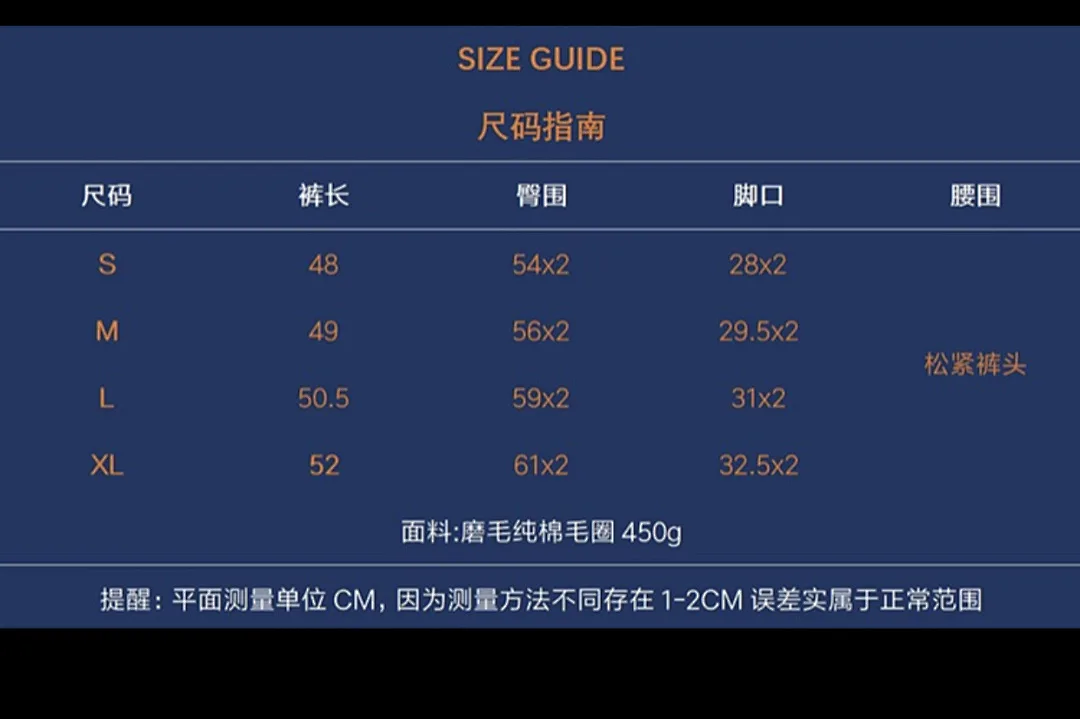 SIZE GUIDE
尺码指南
尺码 裤长 臀围 脚口 腰围
S 48 54x2 28x2
M 49 56x2 29.5x2
松紧裤头
L 50.5 59x2 31x2
XL 52 61x2 32.5x2
面料:磨毛纯棉毛圈 450g
提醒：平面测量单位 CM，因为测量方法不同存在 1-2CM 误差实属于正常范围